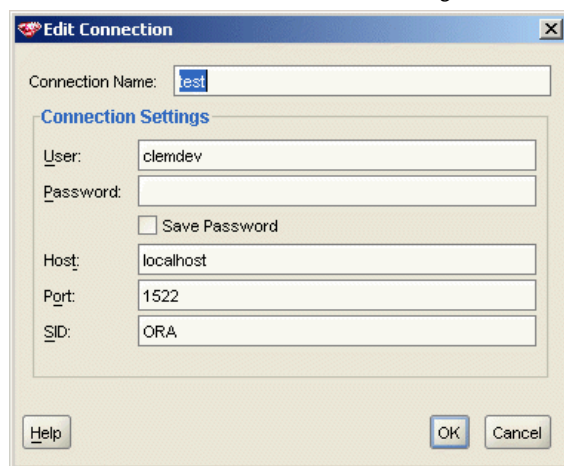 Edit Connection
Connection Name: test
Connection Settings
User: clemdev
Password:
Save Password
Host: localhost
Port: 1522
SID: ORA
Help OK Cancel